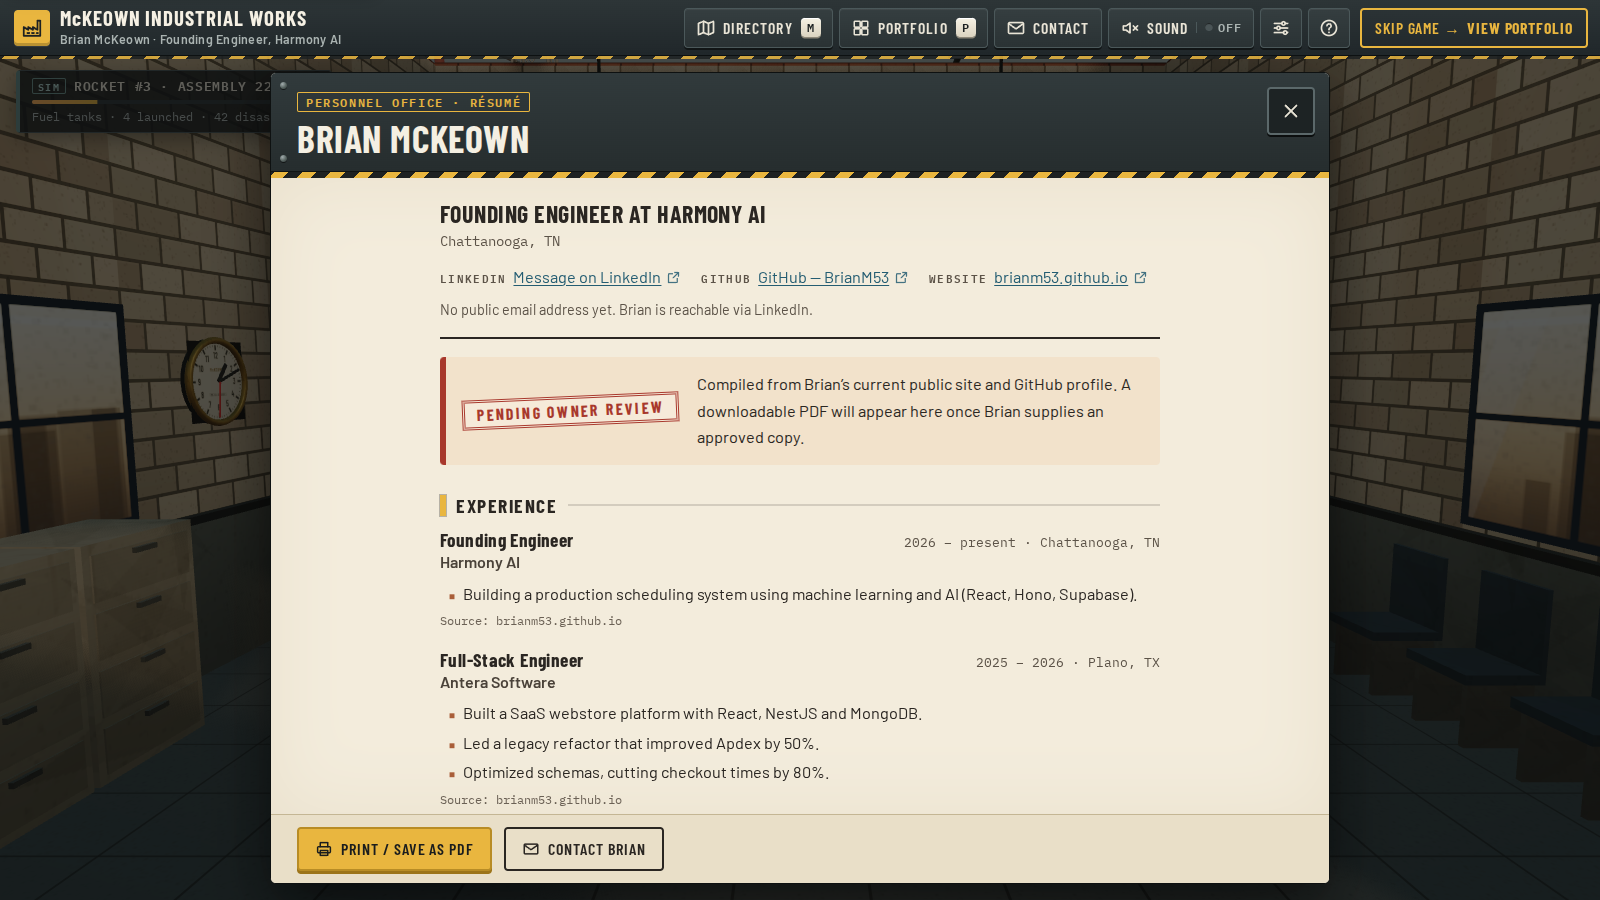 McKEOWN INDUSTRIAL WORKS
Brian McKeown · Founding Engineer, Harmony AI
DIRECTORY M
PORTFOLIO P
CONTACT
SOUND OFF
SKIP GAME → VIEW PORTFOLIO
SIM ROCKET #3 · ASSEMBLY 22
Fuel tanks · 4 launched · 42 disas
PERSONNEL OFFICE · RÉSUMÉ
BRIAN MCKEOWN
FOUNDING ENGINEER AT HARMONY AI
Chattanooga, TN
LINKEDIN Message on LinkedIn GITHUB GitHub — BrianM53 WEBSITE brianm53.github.io
No public email address yet. Brian is reachable via LinkedIn.
PENDING OWNER REVIEW
Compiled from Brian’s current public site and GitHub profile. A
downloadable PDF will appear here once Brian supplies an
approved copy.
EXPERIENCE
Founding Engineer 2026 – present · Chattanooga, TN
Harmony AI
Building a production scheduling system using machine learning and AI (React, Hono, Supabase).
Source: brianm53.github.io
Full-Stack Engineer 2025 – 2026 · Plano, TX
Antera Software
Built a SaaS webstore platform with React, NestJS and MongoDB.
Led a legacy refactor that improved Apdex by 50%.
Optimized schemas, cutting checkout times by 80%.
Source: brianm53.github.io
PRINT / SAVE AS PDF
CONTACT BRIAN